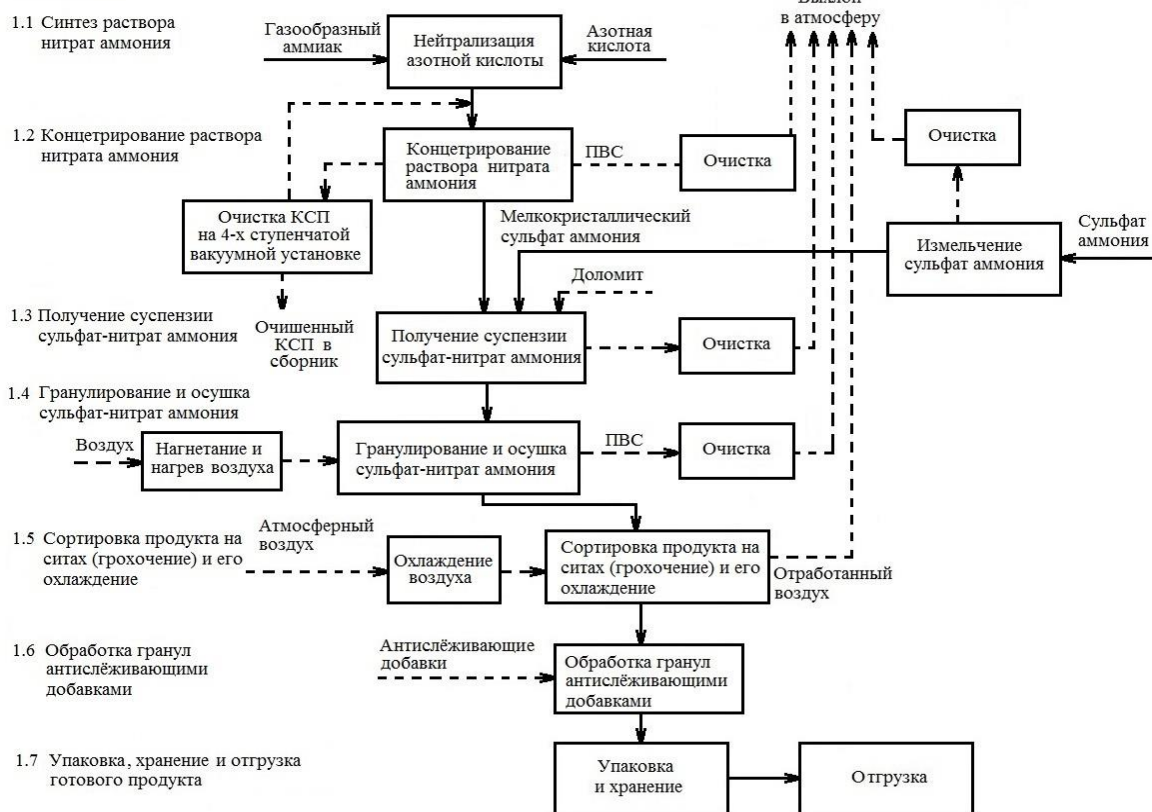 в атмосферу
1.1 Синтез раствора
нитрат аммония
Газообразный
аммиак
Нейтрализация
азотной кислоты
Азотная
кислота
1.2 Концетрирование раствора
нитрата аммония
Концетрирование
раствора нитрата
аммония
ПВС
Очистка
Очистка
Очистка КСП
на 4-х ступенчатой
вакуумной установке
Мелкокристаллический
сульфат аммония
Измельчение
сульфат аммония
Сульфат
аммония
Доломит
1.3 Получение суспензии
сульфат-нитрат аммония
Очишенный
КСП в
сборник
Получение суспензии
сульфат-нитрат аммония
Очистка
1.4 Гранулирование и осушка
сульфат-нитрат аммония
Воздух
Нагнетание и
нагрев воздуха
Гранулирование и осушка
сульфат-нитрат аммония
ПВС
Очистка
1.5 Сортировка продукта на
ситах (грохочение) и его
охлаждение
Атмосферный
воздух
Охлаждение
воздуха
Сортировка продукта на
ситах (грохочение) и его
охлаждение
Отработанный
воздух
1.6 Обработка гранул
антислёживающими
добавками
Антислёживающие
добавки
Обработка гранул
антислёживающими
добавками
1.7 Упаковка, хранение и отгрузка
готового продукта
Упаковка
и хранение
Отгрузка